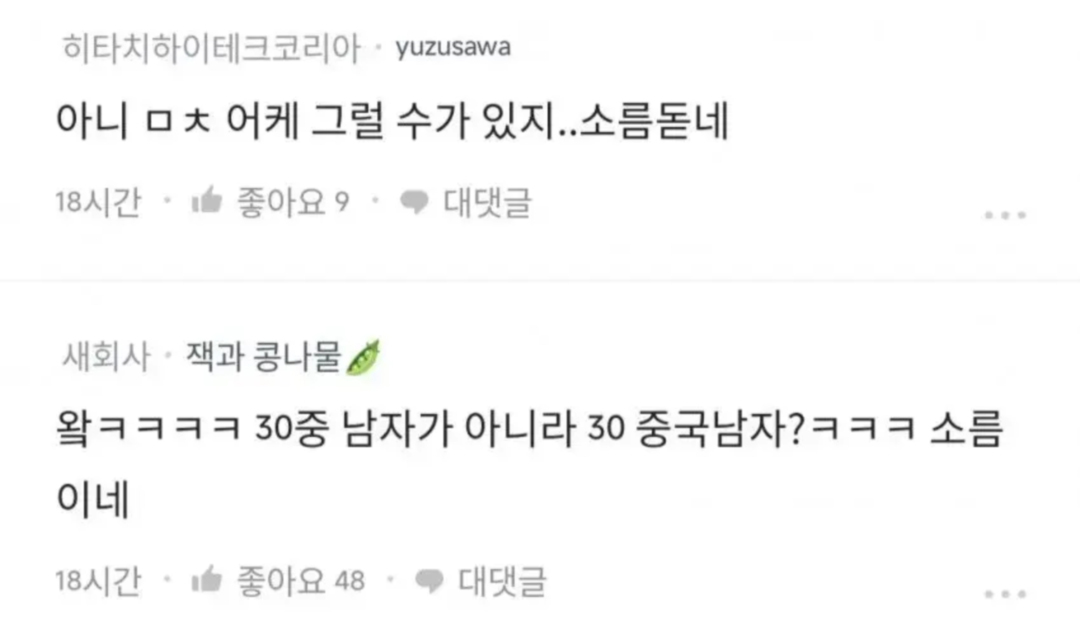 히타치하이테크코리아 · yuzusawa
아니 ㅁㅊ 어케 그럴 수가 있지..소름돋네
18시간 · 좋아요 9 · 대댓글
새회사 · 잭과 콩나물
왘ㅋㅋㅋㅋ 30중 남자가 아니라 30 중국남자?ㅋㅋㅋ 소름
이네
18시간 · 좋아요 48 · 대댓글